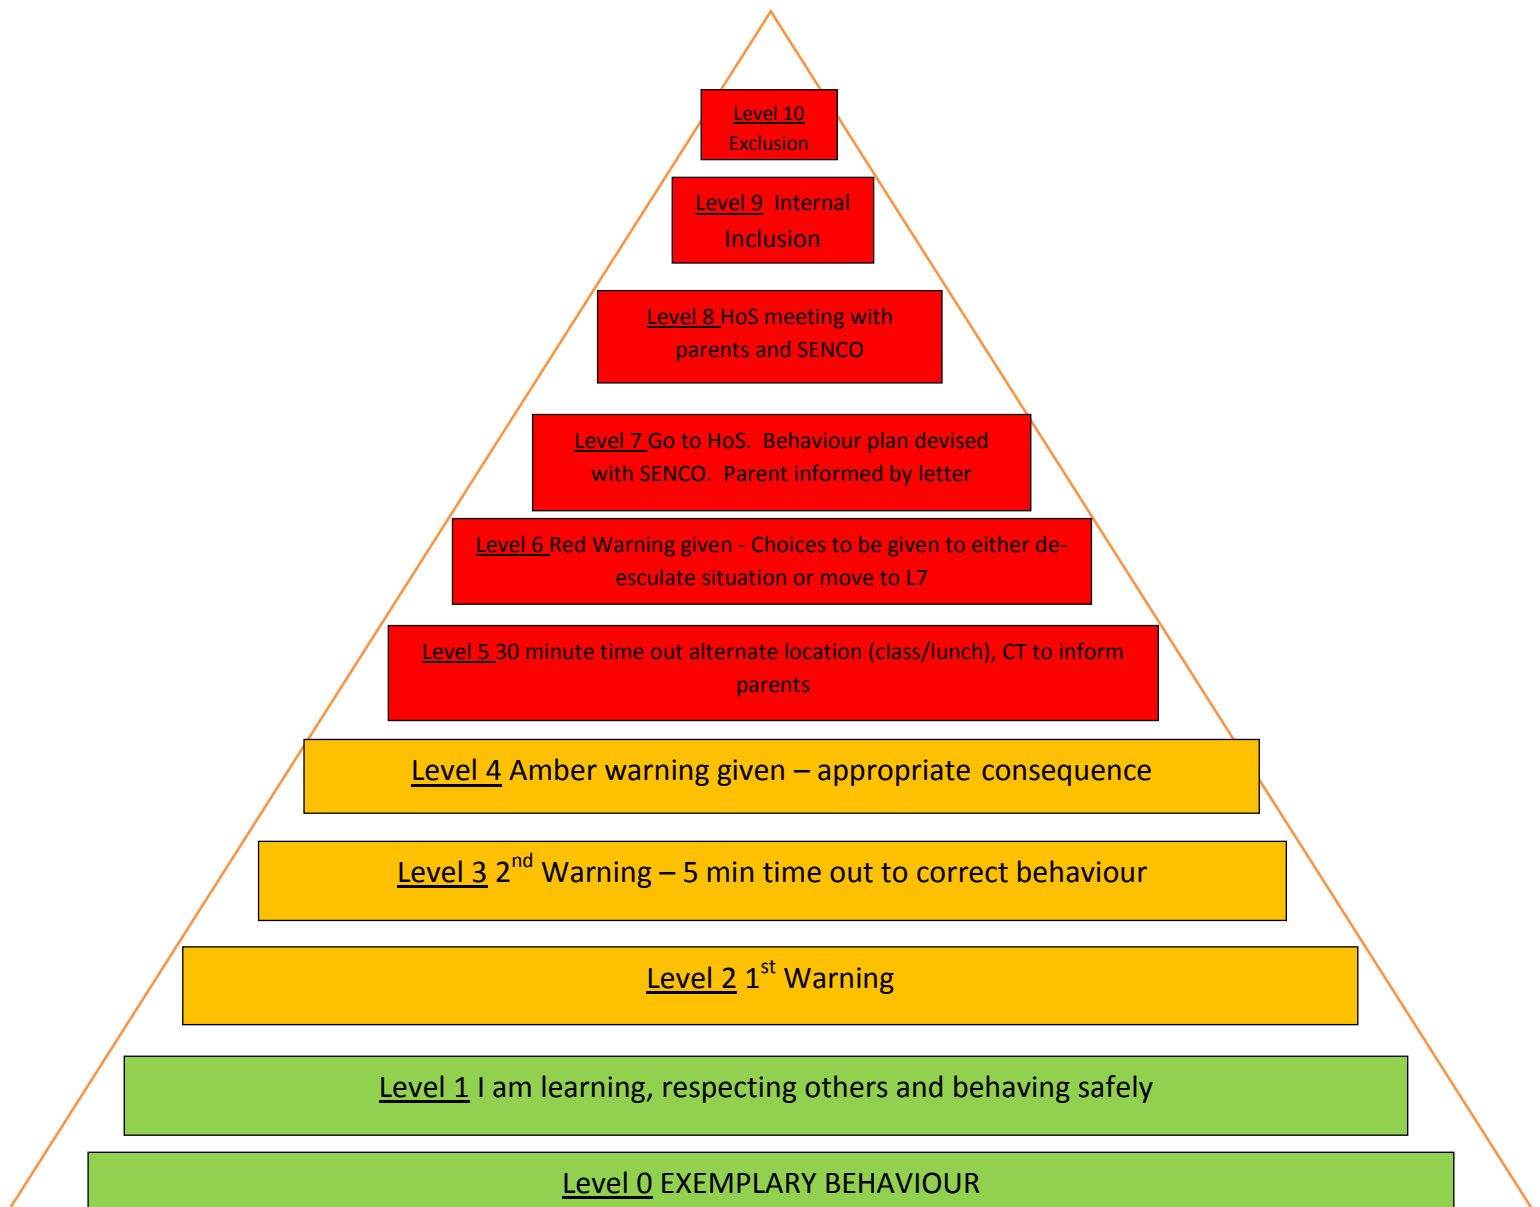 Level 10
Exclusion
Level 9 Internal
Inclusion
Level 8 HoS meeting with
parents and SENCO
Level 7 Go to HoS. Behaviour plan devised
with SENCO. Parent informed by letter
Level 6 Red Warning given - Choices to be given to either de-
esculate situation or move to L7
Level 5 30 minute time out alternate location (class/lunch), CT to inform
parents
Level 4 Amber warning given – appropriate consequence
Level 3 2nd Warning – 5 min time out to correct behaviour
Level 2 1st Warning
Level 1 I am learning, respecting others and behaving safely
Level 0 EXEMPLARY BEHAVIOUR